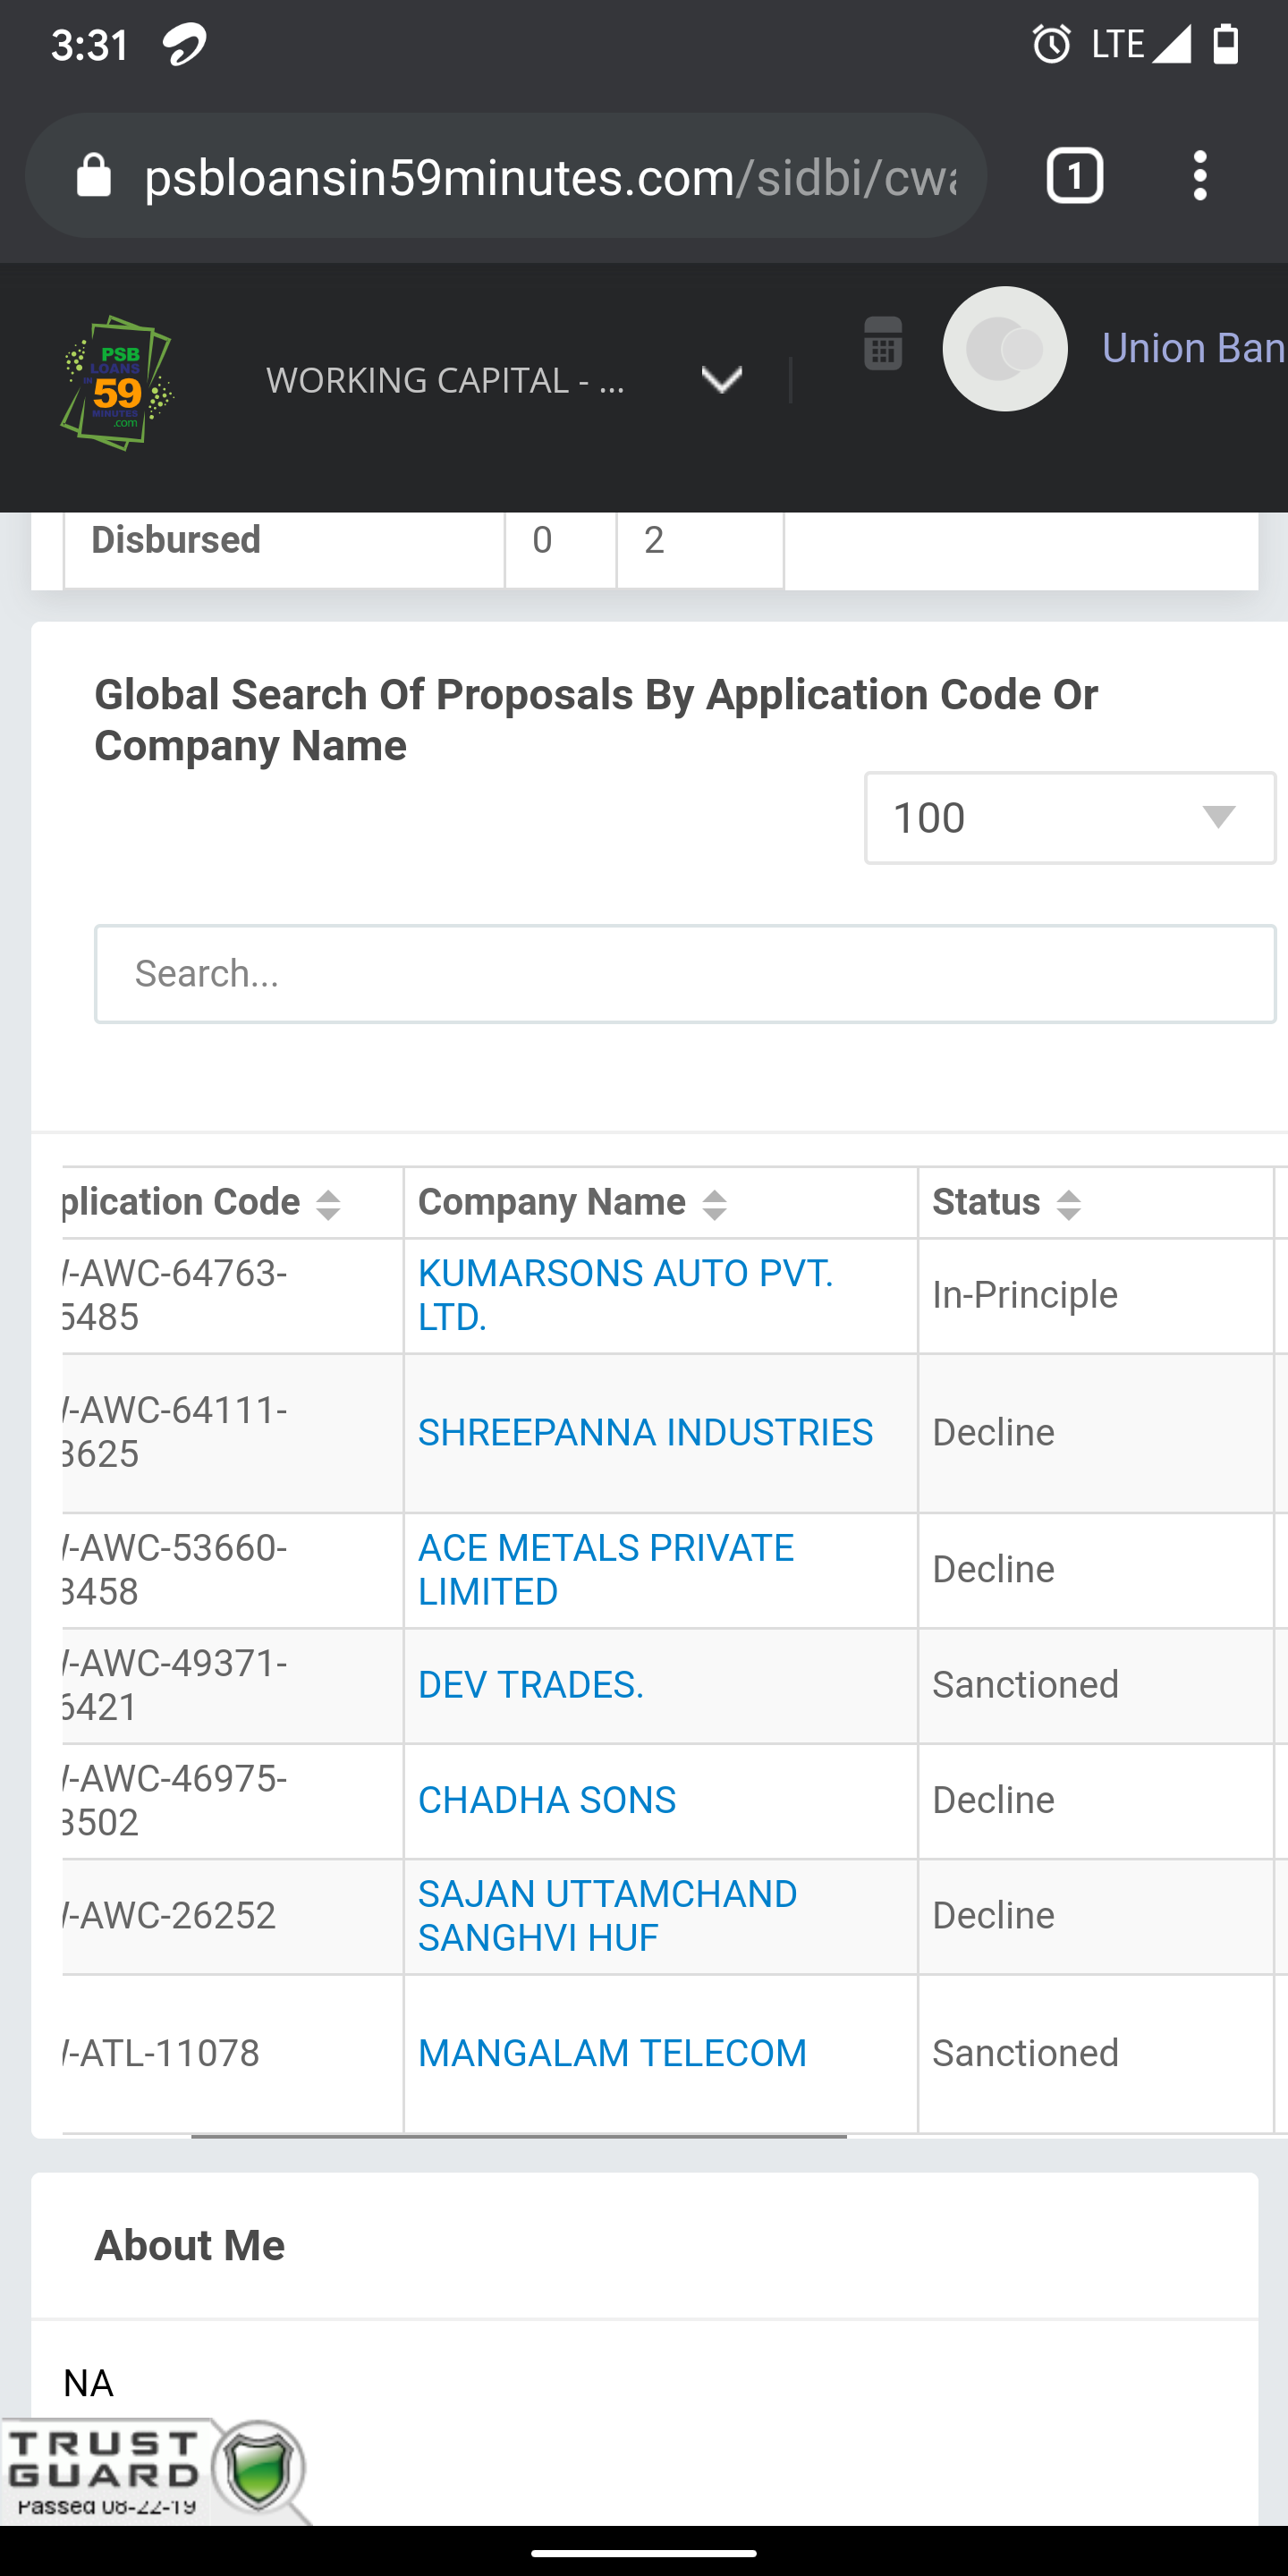 3:31
LTE
psbloansin59minutes.com/sidbi/cwa
1
PSB
LOANS
IN
59
MINUTES
.com
WORKING CAPITAL - ...
Union Ban
Disbursed 0 2
Global Search Of Proposals By Application Code Or
Company Name
100
Search...
plication Code Company Name Status
-AWC-64763-
5485
KUMARSONS AUTO PVT.
LTD.
In-Principle
-AWC-64111-
3625
SHREEPANNA INDUSTRIES
Decline
-AWC-53660-
3458
ACE METALS PRIVATE
LIMITED
Decline
-AWC-49371-
6421
DEV TRADES.
Sanctioned
-AWC-46975-
3502
CHADHA SONS
Decline
-AWC-26252
SAJAN UTTAMCHAND
SANGHVI HUF
Decline
-ATL-11078
MANGALAM TELECOM
Sanctioned
About Me
NA
TRUST
GUARD
Passed 08-22-19